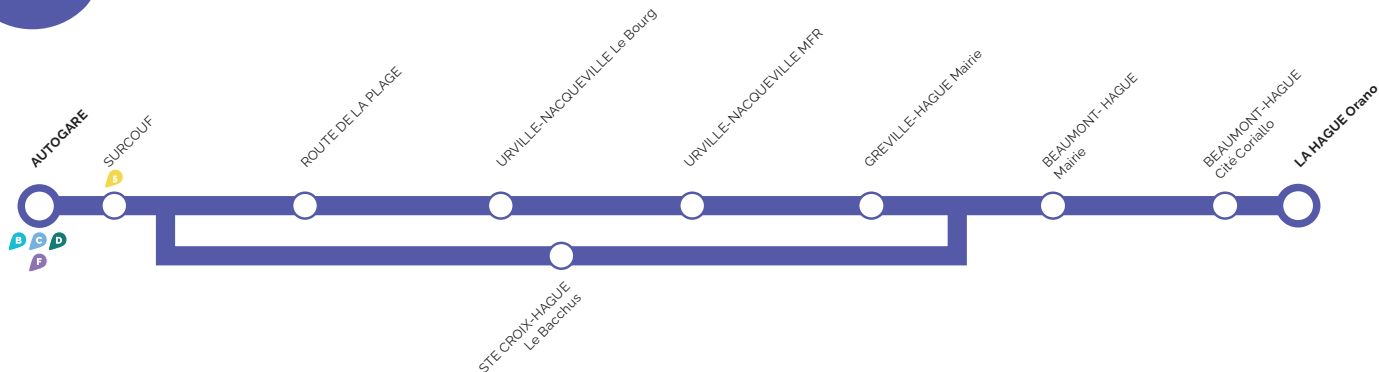 AUTOGARE
SURCOUF
ROUTE DE LA PLAGE
URVILLE-NACQUEVILLE Le Bourg
URVILLE-NACQUEVILLE MFR
GREVILLE-HAGUE Mairie
BEAUMONT- HAGUE
Mairie
BEAUMONT-HAGUE
Cité Coriallo
LA HAGUE Orano
5
B C D
F
STE CROIX-HAGUE
Le Bacchus